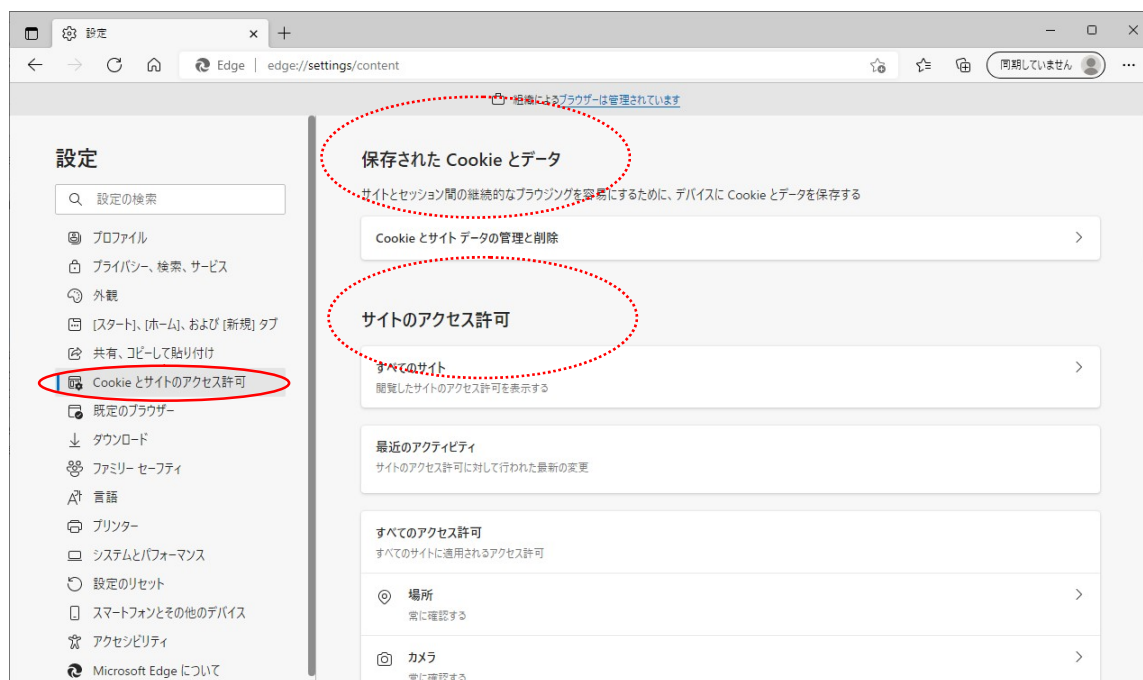 設定
Edge edge://settings/content
同期していません
組織によるブラウザーは管理されています
設定
設定の検索
プロファイル
プライバシー、検索、サービス
外観
[スタート]、[ホーム]、および [新規] タブ
共有、コピーして貼り付け
Cookie とサイトのアクセス許可
既定のブラウザー
ダウンロード
ファミリー セーフティ
言語
プリンター
システムとパフォーマンス
設定のリセット
スマートフォンとその他のデバイス
アクセシビリティ
Microsoft Edge について
保存された Cookie とデータ
サイトとセッション間の継続的なブラウジングを容易にするために、デバイスに Cookie とデータを保存する
Cookie とサイト データの管理と削除
サイトのアクセス許可
すべてのサイト
閲覧したサイトのアクセス許可を表示する
最近のアクティビティ
サイトのアクセス許可に対して行われた最新の変更
すべてのアクセス許可
すべてのサイトに適用されるアクセス許可
場所
常に確認する
カメラ
常に確認する